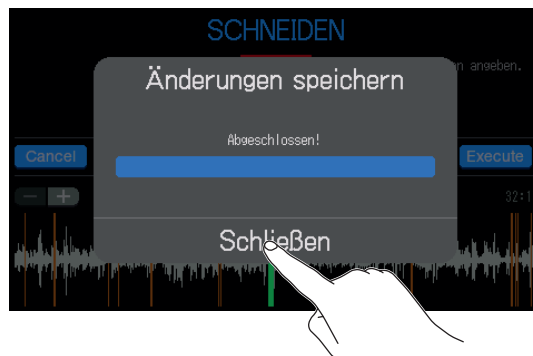 SCHNEIDEN
n angeben.
Änderungen speichern
Abgeschlossen!
Cancel
Execute
− +
32:1
Schließen